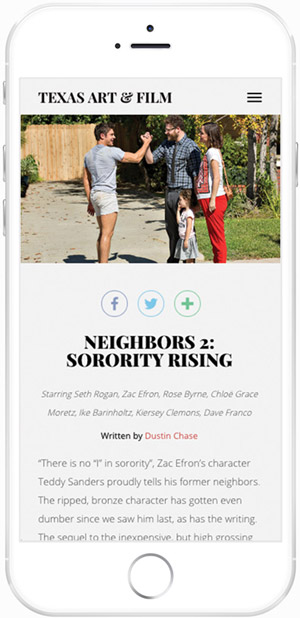 TEXAS ART & FILM
NEIGHBORS 2:
SORORITY RISING
Starring Seth Rogan, Zac Efron, Rose Byrne, Chloë Grace
Moretz, Ike Barinholtz, Kiersey Clemons, Dave Franco
Written by Dustin Chase
“There is no “I” in sorority”, Zac Efron’s character
Teddy Sanders proudly tells his former neighbors.
The ripped, bronze character has gotten even
dumber since we saw him last, as has the writing.
The sequel to the inexpensive, but high grossing